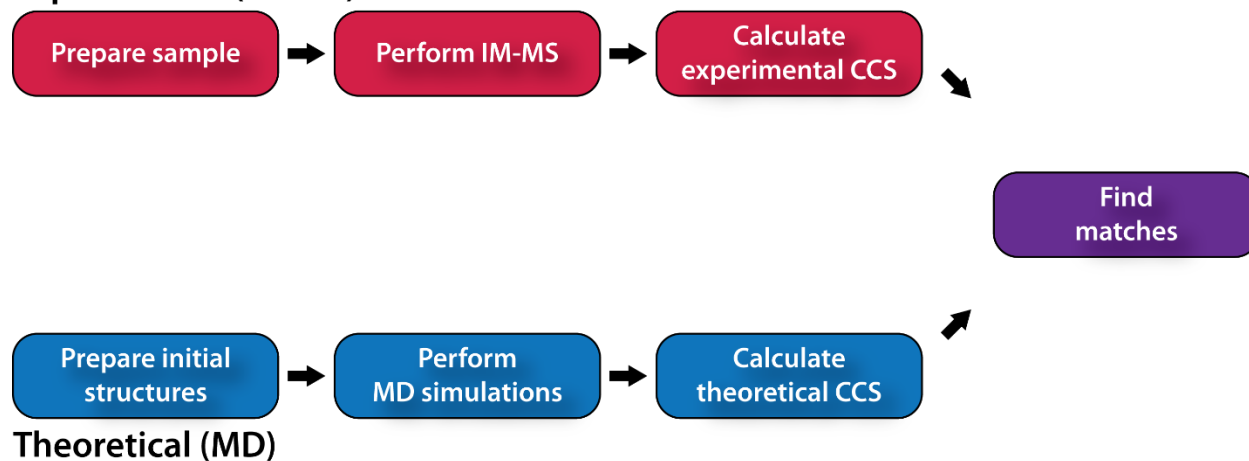 Prepare sample
Perform IM-MS
Calculate
experimental CCS
Find
matches
Prepare initial
structures
Perform
MD simulations
Calculate
theoretical CCS
Theoretical (MD)